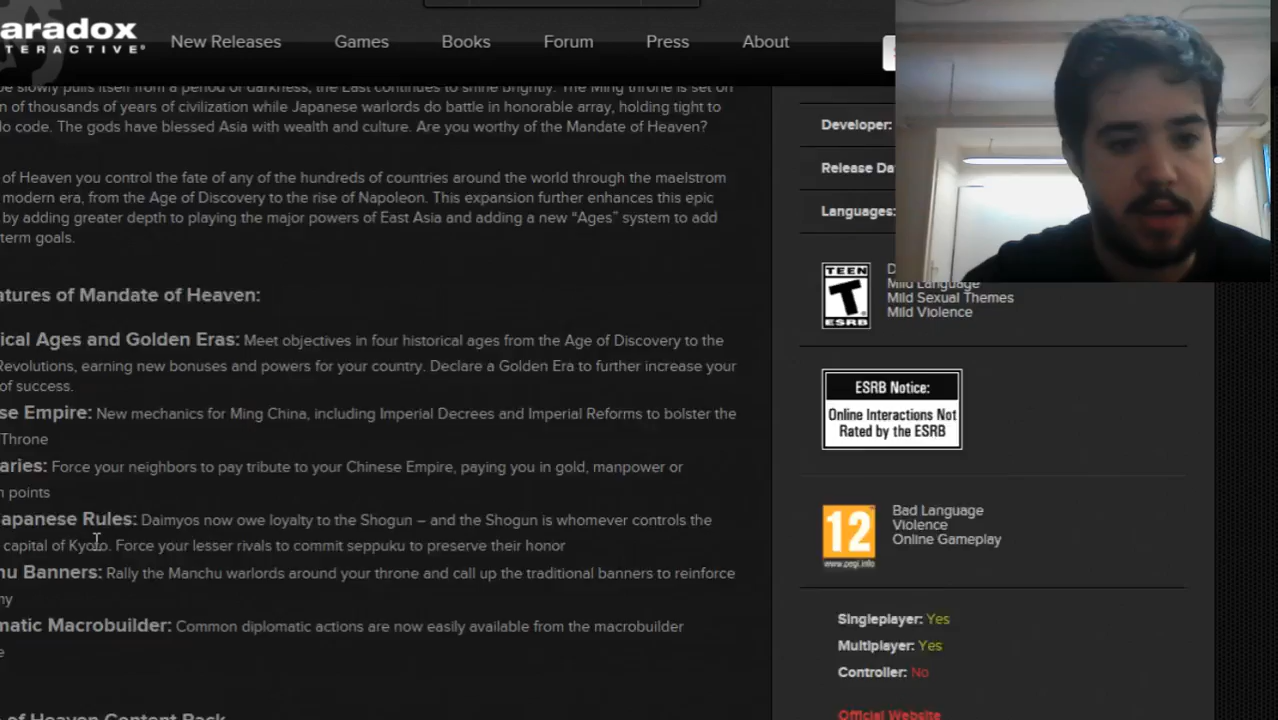 aradox
NTERACTIVE®
New Releases
Games
Books
Forum
Press
About
be slowly pulls itself from a period of darkness, the East continues to shine brightly. The Ming throne is set on
n of thousands of years of civilization while Japanese warlords do battle in honorable array, holding tight to
do code. The gods have blessed Asia with wealth and culture. Are you worthy of the Mandate of Heaven?
of Heaven you control the fate of any of the hundreds of countries around the world through the maelstrom
modern era, from the Age of Discovery to the rise of Napoleon. This expansion further enhances this epic
by adding greater depth to playing the major powers of East Asia and adding a new “Ages” system to add
term goals.
atures of Mandate of Heaven:
ical Ages and Golden Eras: Meet objectives in four historical ages from the Age of Discovery to the
Revolutions, earning new bonuses and powers for your country. Declare a Golden Era to further increase your
of success.
se Empire: New mechanics for Ming China, including Imperial Decrees and Imperial Reforms to bolster the
Throne
aries: Force your neighbors to pay tribute to your Chinese Empire, paying you in gold, manpower or
h points
apanese Rules: Daimyos now owe loyalty to the Shogun – and the Shogun is whomever controls the
capital of Kyoto. Force your lesser rivals to commit seppuku to preserve their honor
hu Banners: Rally the Manchu warlords around your throne and call up the traditional banners to reinforce
ny
matic Macrobuilder: Common diplomatic actions are now easily available from the macrobuilder
e
of Heaven Content Pack
Developer:
Release Da
Languages:
TEEN
T
ESRB
Mild Language
Mild Sexual Themes
Mild Violence
ESRB Notice:
Online Interactions Not
Rated by the ESRB
12
www.pegi.info
Bad Language
Violence
Online Gameplay
Singleplayer: Yes
Multiplayer: Yes
Controller: No
Official Website